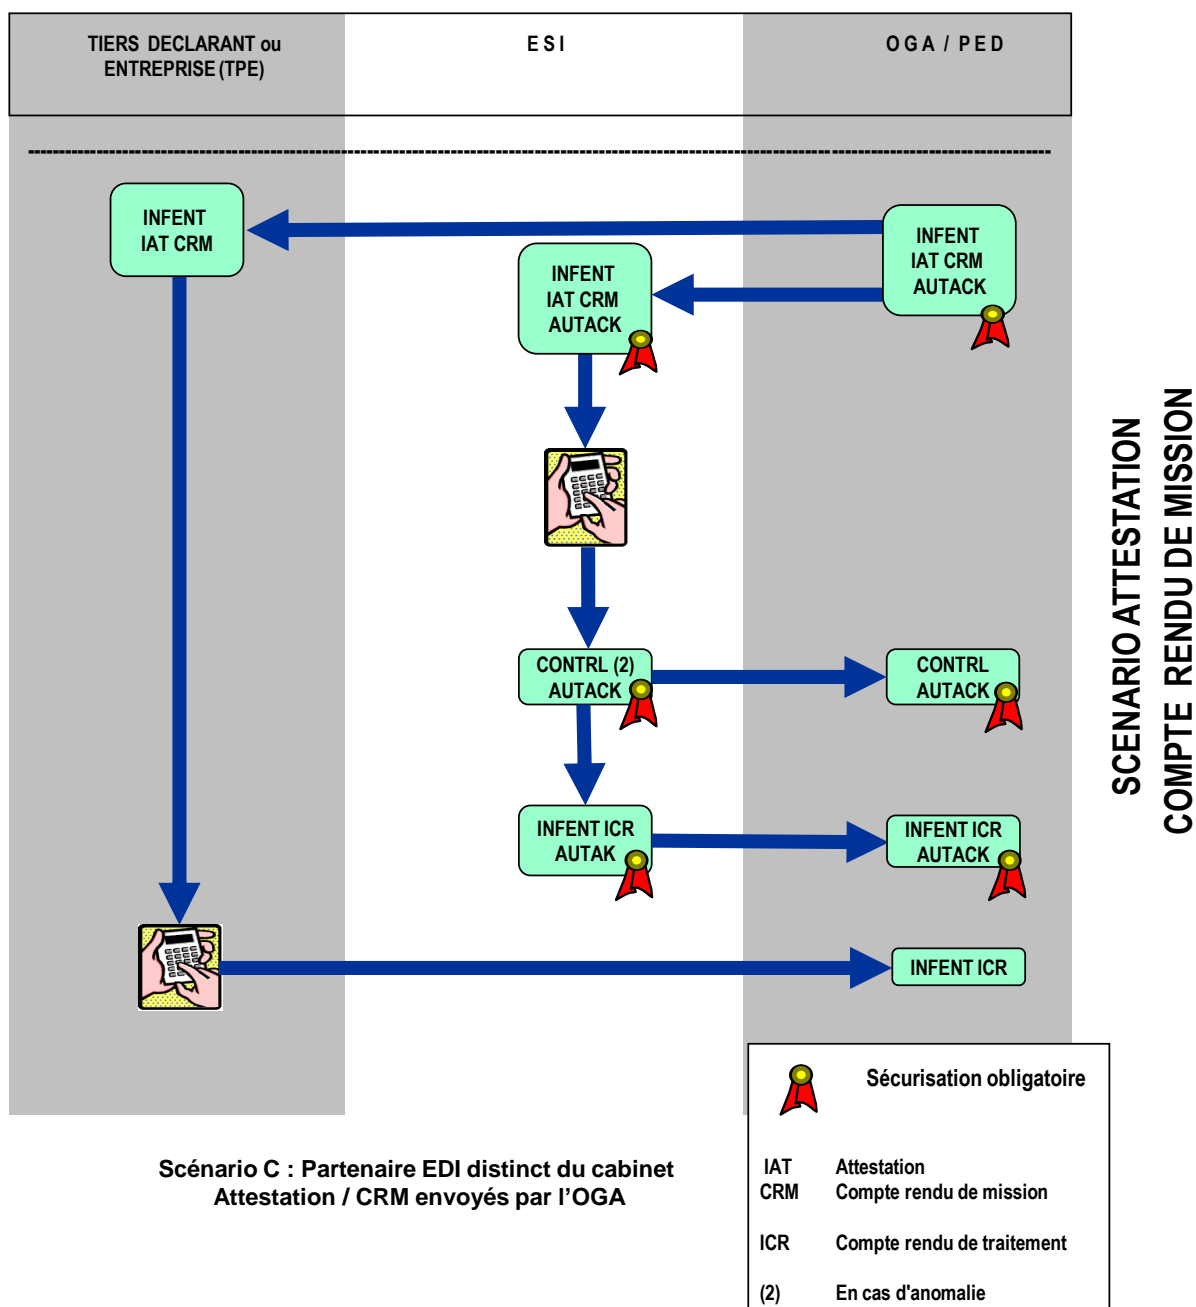 TIERS DECLARANT ou
ENTREPRISE (TPE)
E S I
O G A / P E D
INFENT
IAT CRM
INFENT
IAT CRM
AUTACK
INFENT
IAT CRM
AUTACK
CONTRL (2)
AUTACK
CONTRL
AUTACK
INFENT ICR
AUTAK
INFENT ICR
AUTACK
INFENT ICR
SCENARIO ATTESTATION
COMPTE RENDU DE MISSION
Sécurisation obligatoire
IAT Attestation
CRM Compte rendu de mission
ICR Compte rendu de traitement
(2) En cas d'anomalie
Scénario C : Partenaire EDI distinct du cabinet
Attestation / CRM envoyés par l’OGA